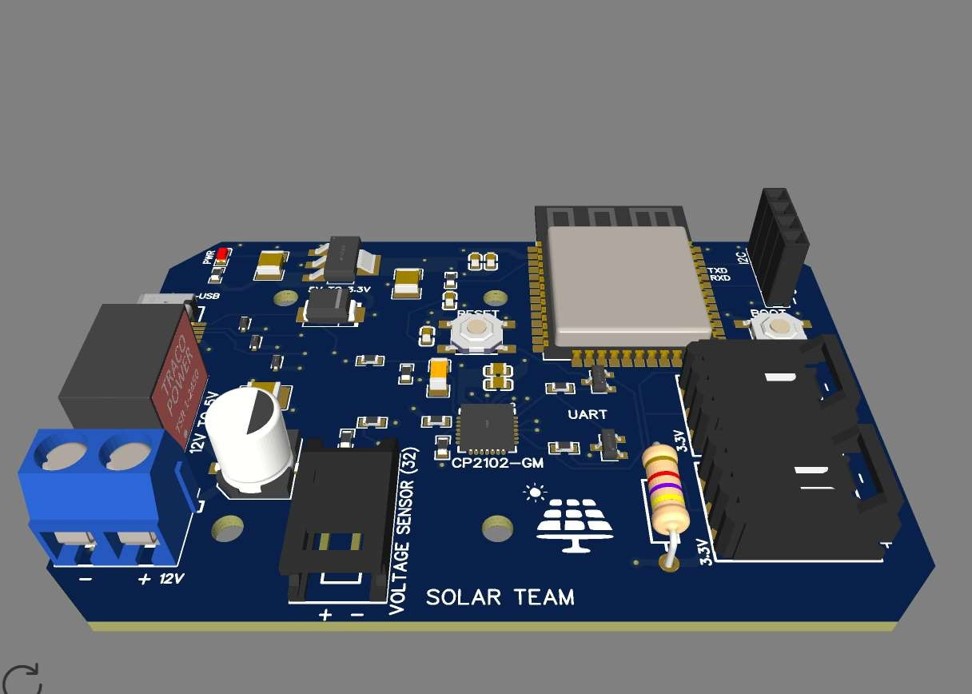 PWR
-USB
5V TO 3.3V
I2C
TXD
RXD
RESET
BOOT
TRACO
POWER
12V TO 5V
UART
3.3V
CP2102-GM
VOLTAGE SENSOR (32)
3.3V
- + 12V
+ -
SOLAR TEAM